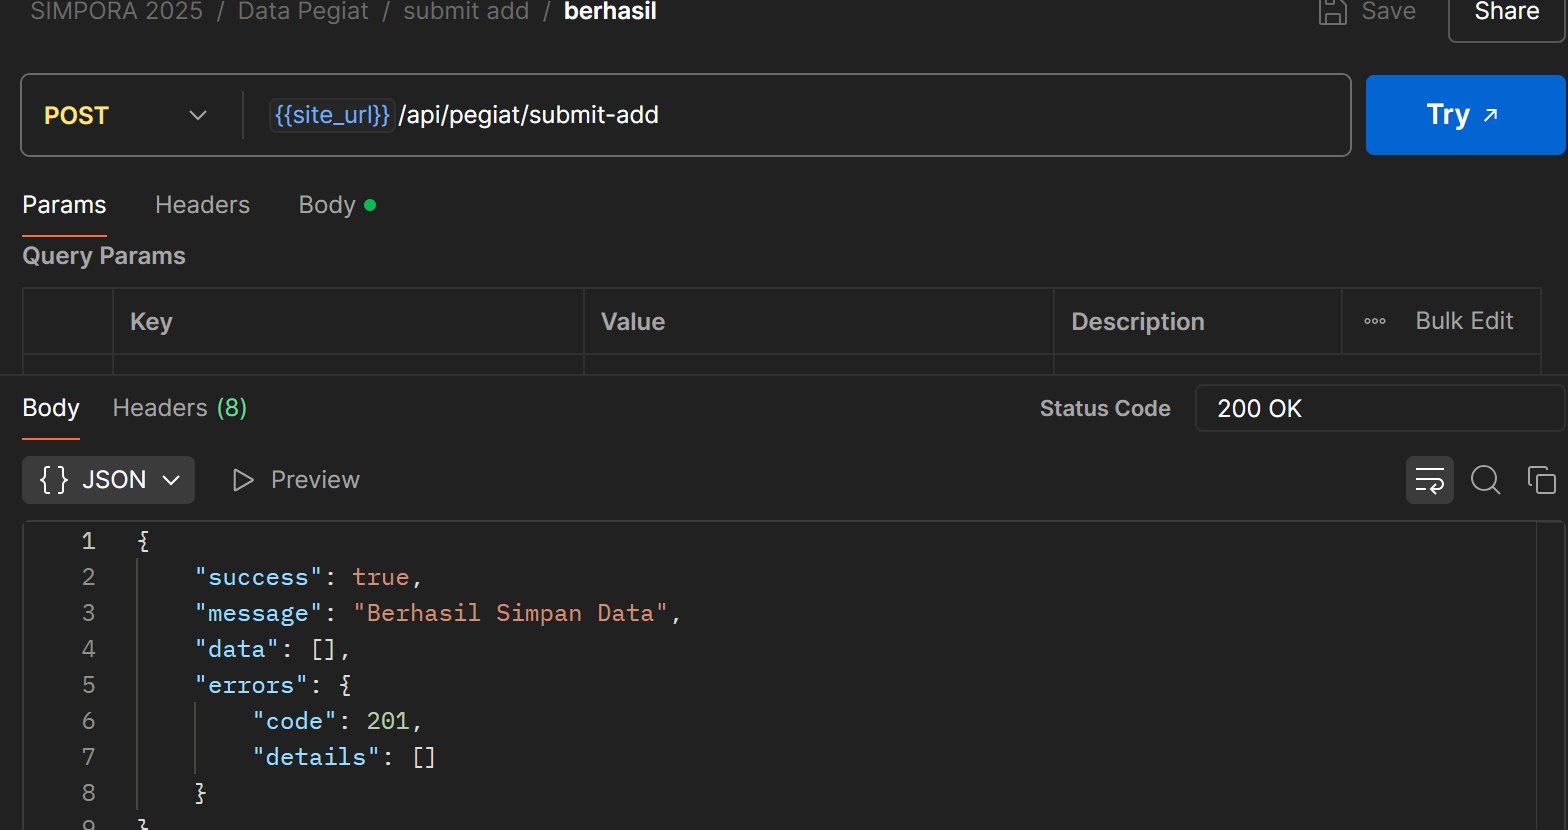 SIMPORA 2025 / Data Pegiat / submit add / berhasil
Save
Share
POST
{{site_url}} /api/pegiat/submit-add
Try ↗
Params Headers Body
Query Params
Key Value Description Bulk Edit
Body Headers (8)
Status Code 200 OK
{ } JSON Preview
1 {
2 "success": true,
3 "message": "Berhasil Simpan Data",
4 "data": [],
5 "errors": {
6 "code": 201,
7 "details": []
8 }
9 }